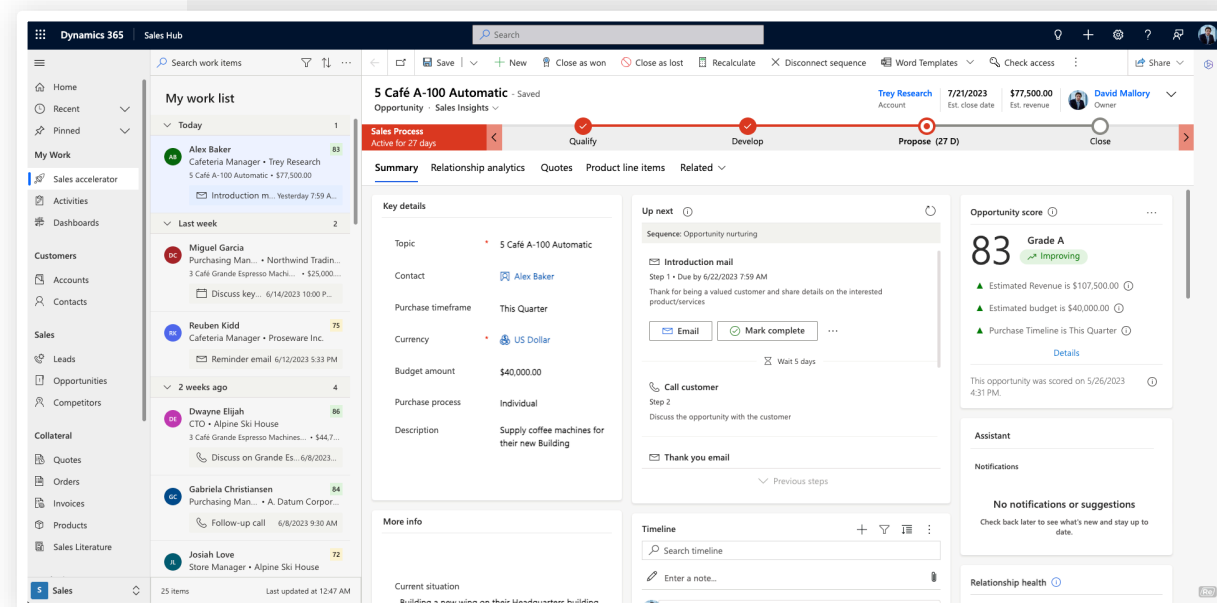 Dynamics 365
Sales Hub
Search
Home
Recent
Pinned
My Work
Sales accelerator
Activities
Dashboards
Customers
Accounts
Contacts
Sales
Leads
Opportunities
Competitors
Collateral
Quotes
Orders
Invoices
Products
Sales Literature
S Sales
Search work items
My work list
Today 1
AB Alex Baker 83
Cafeteria Manager • Trey Research
5 Café A-100 Automatic • $77,500.00
Introduction m... Yesterday 7:59 A...
Last week 2
DC Miguel Garcia 83
Purchasing Man... • Northwind Tradin...
3 Café Grande Espresso Machi... • $25,000....
Discuss key... 6/14/2023 10:00 P...
RK Reuben Kidd 75
Cafeteria Manager • Proseware Inc.
Reminder email 6/12/2023 5:33 PM
2 weeks ago 4
DE Dwayne Elijah 86
CTO • Alpine Ski House
3 Café Grande Espresso Machines... • $44,7...
Discuss on Grande Es... 6/8/2023...
GC Gabriela Christiansen 84
Purchasing Man... • A. Datum Corpor...
Follow-up call 6/8/2023 9:30 AM
JL Josiah Love 72
Store Manager • Alpine Ski House
25 items Last updated at 12:47 AM
Save New Close as won Close as lost Recalculate Disconnect sequence Word Templates Check access Share
5 Café A-100 Automatic - Saved
Opportunity · Sales Insights
Trey Research
Account
7/21/2023
Est. close date
$77,500.00
Est. revenue
David Mallory
Owner
Sales Process
Active for 27 days
Qualify
Develop
Propose (27 D)
Close
Summary Relationship analytics Quotes Product line items Related
Key details
Topic * 5 Café A-100 Automatic
Contact Alex Baker
Purchase timeframe This Quarter
Currency * US Dollar
Budget amount $40,000.00
Purchase process Individual
Description Supply coffee machines for
their new Building
More info
Current situation
Building a new wing on their Headquarters building
Up next
Sequence: Opportunity nurturing
Introduction mail
Step 1 • Due by 6/22/2023 7:59 AM
Thank for being a valued customer and share details on the interested
product/services
Email
Mark complete
Wait 5 days
Call customer
Step 2
Discuss the opportunity with the customer
Thank you email
Previous steps
Timeline
Search timeline
Enter a note...
Opportunity score
83
Grade A
Improving
Estimated Revenue is $107,500.00
Estimated budget is $40,000.00
Purchase Timeline is This Quarter
Details
This opportunity was scored on 5/26/2023
4:31 PM.
Assistant
Notifications
No notifications or suggestions
Check back later to see what's new and stay up to
date.
Relationship health